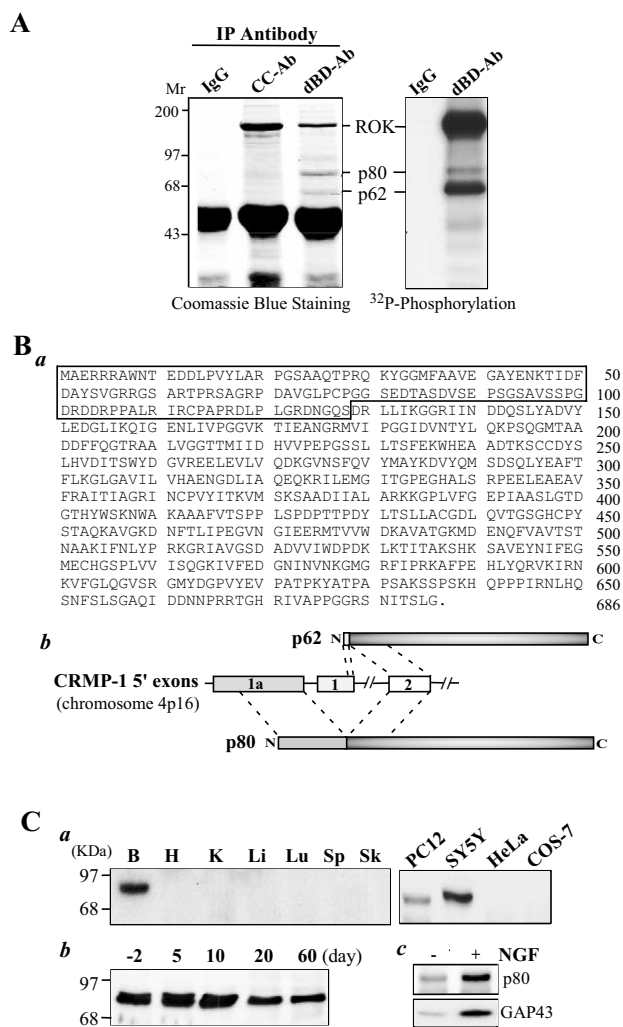 A
IP Antibody
IgG CC-Ab dBD-Ab IgG dBD-Ab
Mr
200
97
68
43
ROK
p80
p62
Coomassie Blue Staining ³²P-Phosphorylation
B a
MAERRRAWNT EDDLPVYLAR PGSAAQTPRQ KYGGMFAAVE GAYENKTIDF 50
DAYSVGRRGS ARTPRSAGRP DAVGLPCPGG SEDTASDVSE PSGSAVSSPG 100
DRDDRPPALR IRCPAPRDLP LGRDNGQSDR LLIKGGRIIN DDQSLYADVY 150
LEDGLIKQIG ENLIVPGGVK TIEANGRMVI PGGIDVNTYL QKPSQGMTAA 200
DDFFQGTRAA LVGGTTMIID HVVPEPGSSL LTSFEKWHEA ADTKSCCDYS 250
LHVDITSWYD GVREELEVLV QDKGVNSFQV YMAYKDVYQM SDSQLYEAFT 300
FLKGLGAVIL VHAENGDLIA QEQKRILEMG ITGPEGHALS RPEELEAEAV 350
FRAITIAGRI NCPVYITKVM SKSAADIIAL ARKKGPLVFG EPIAASLGTD 400
GTHYWSKNWA KAAAFVTSPP LSPDPTTPDY LTSLLACGDL QVTGSGHCPY 450
STAQKAVGKD NFTLIPEGVN GIEERMTVVW DKAVATGKMD ENQFVAVTST 500
NAAKIFNLYP RKGRIAVGSD ADVVIWDPDK LKTITAKSHK SAVEYNIFEG 550
MECHGSPLVV ISQGKIVFED GNINVNKGMG RFIPRKAFPE HLYQRVKIRN 600
KVFGLQGVSR GMYDGPVYEV PATPKYATPA PSAKSSPSKH QPPPIRNLHQ 650
SNFSLSGAQI DDNNPRRTGH RIVAPPGGRS NITSLG. 686
b
p62 N C
CRMP-1 5' exons 1a 1 2
(chromosome 4p16)
p80 N C
C
a
(KDa) B H K Li Lu Sp Sk PC12 SY5Y HeLa COS-7
97
68
b -2 5 10 20 60 (day)
97
68
c - + NGF
p80
GAP43